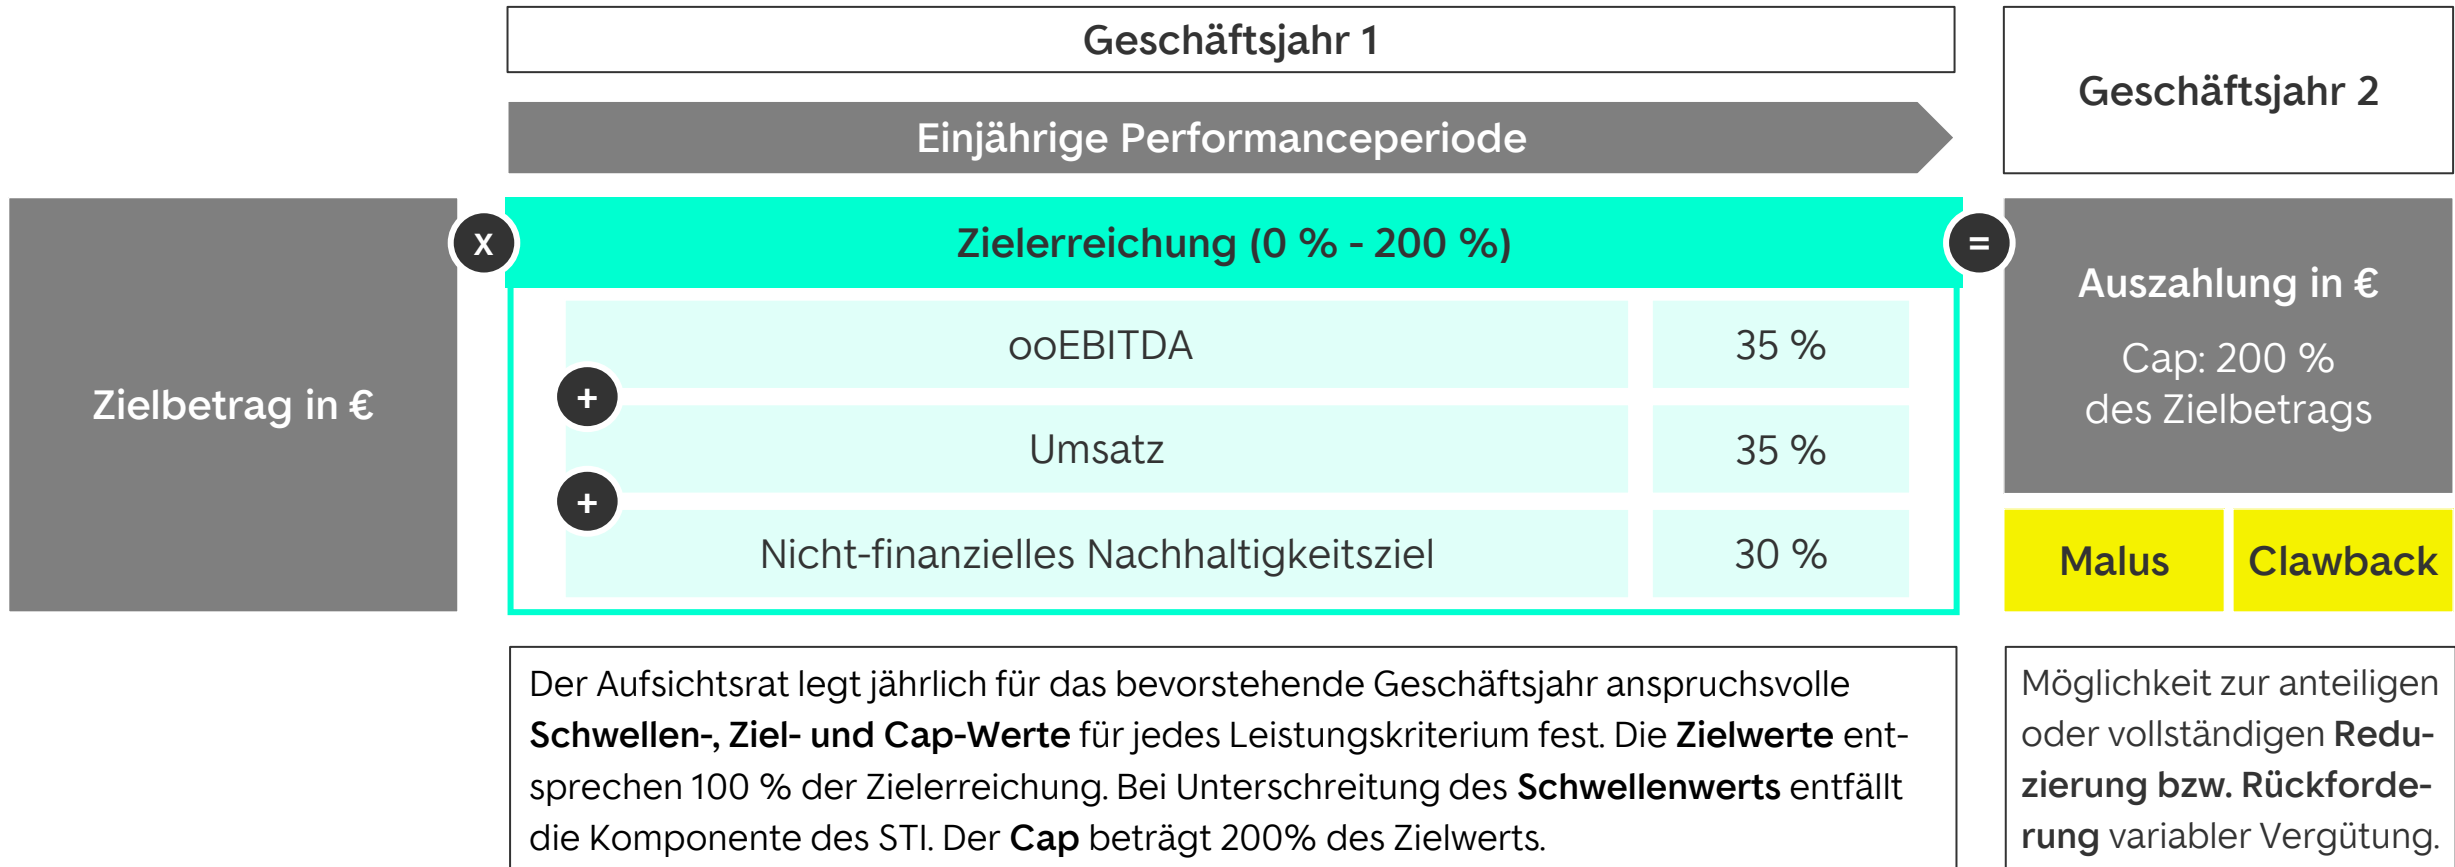 Geschäftsjahr 1
Geschäftsjahr 2
Einjährige Performanceperiode
Zielbetrag in €
x
Zielerreichung (0 % - 200 %)
=
ooEBITDA
35 %
+
Umsatz
35 %
+
Nicht-finanzielles Nachhaltigkeitsziel
30 %
Auszahlung in €
Cap: 200 %
des Zielbetrags
Malus
Clawback
Der Aufsichtsrat legt jährlich für das bevorstehende Geschäftsjahr anspruchsvolle
Schwellen-, Ziel- und Cap-Werte für jedes Leistungskriterium fest. Die Zielwerte ent-
sprechen 100 % der Zielerreichung. Bei Unterschreitung des Schwellenwerts entfällt
die Komponente des STI. Der Cap beträgt 200% des Zielwerts.
Möglichkeit zur anteiligen
oder vollständigen Redu-
zierung bzw. Rückforde-
rung variabler Vergütung.